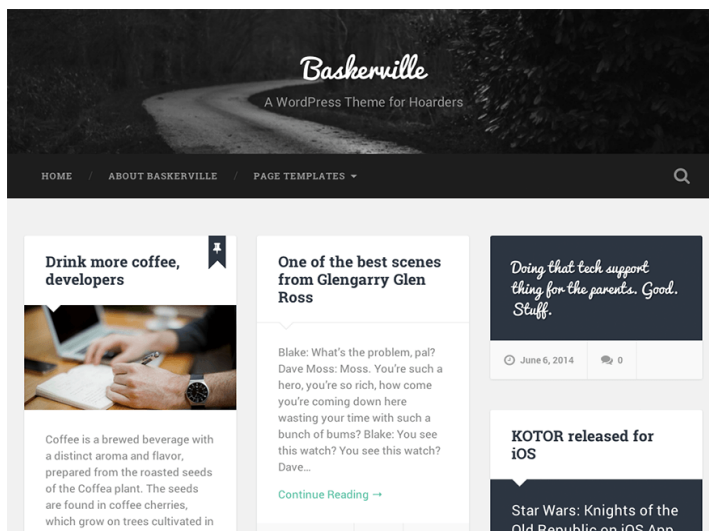 Baskerville
A WordPress Theme for Hoarders
HOME / ABOUT BASKERVILLE / PAGE TEMPLATES
Drink more coffee,
developers
Coffee is a brewed beverage with
a distinct aroma and flavor,
prepared from the roasted seeds
of the Coffea plant. The seeds
are found in coffee cherries,
which grow on trees cultivated in
One of the best scenes
from Glengarry Glen
Ross
Blake: What's the problem, pal?
Dave Moss: Moss. You're such a
hero, you're so rich, how come
you're coming down here
wasting your time with such a
bunch of bums? Blake: You see
this watch? You see this watch?
Dave…
Continue Reading →
Doing that tech support
thing for the parents. Good.
Stuff.
June 6, 2014 0
KOTOR released for
iOS
Star Wars: Knights of the
Old Republic on iOS App